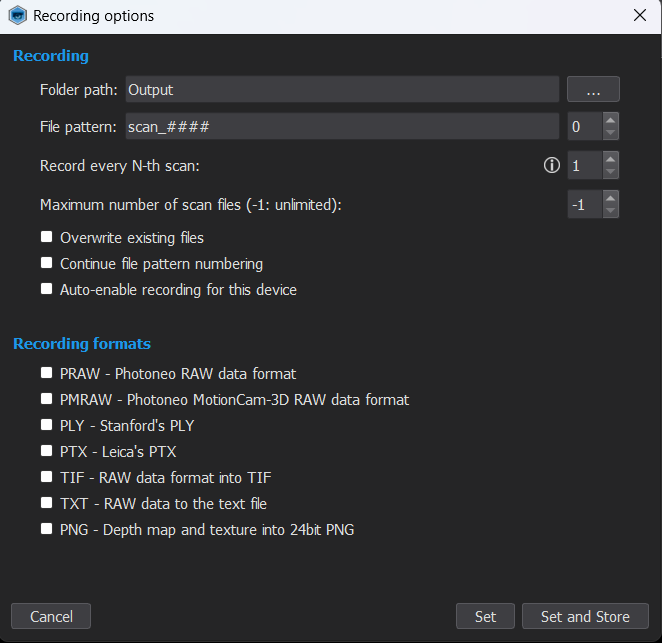 Recording options
Recording
Folder path: Output ...
File pattern: scan_#### 0
Record every N-th scan: 1
Maximum number of scan files (-1: unlimited): -1
Overwrite existing files
Continue file pattern numbering
Auto-enable recording for this device
Recording formats
PRAW - Photoneo RAW data format
PMRAW - Photoneo MotionCam-3D RAW data format
PLY - Stanford's PLY
PTX - Leica's PTX
TIF - RAW data format into TIF
TXT - RAW data to the text file
PNG - Depth map and texture into 24bit PNG
Cancel Set Set and Store